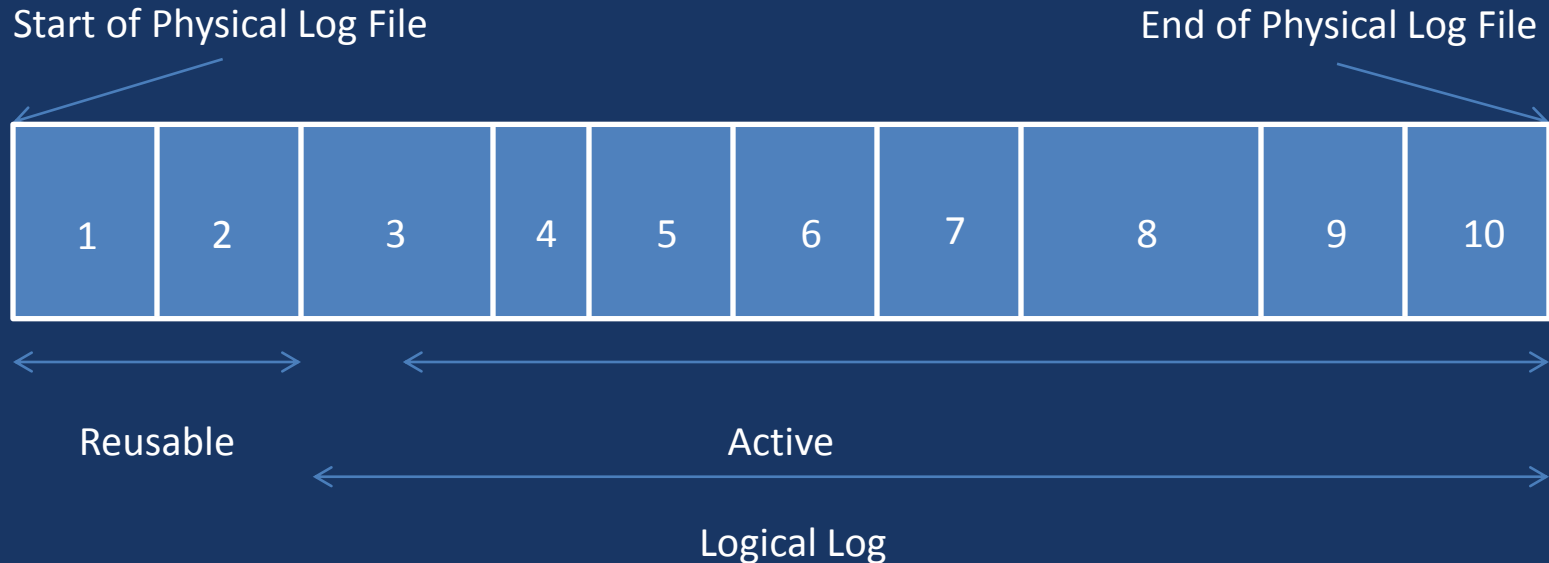 Start of Physical Log File
End of Physical Log File
1 2 3 4 5 6 7 8 9 10
Reusable
Active
Logical Log